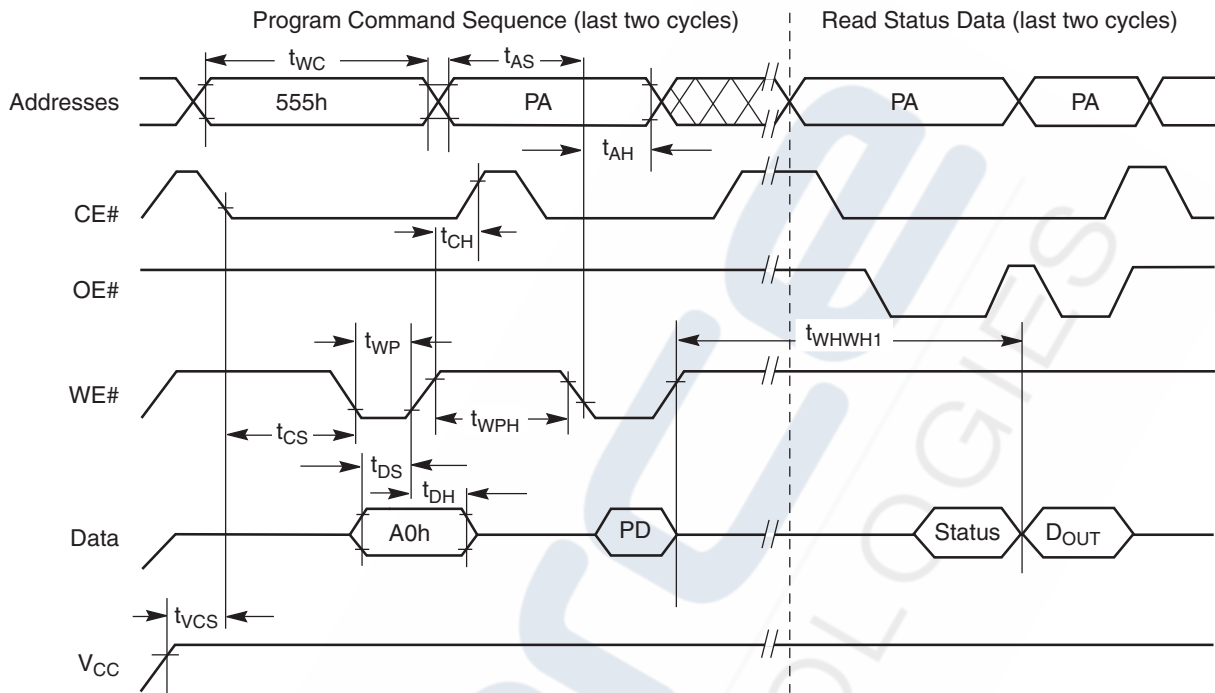 Program Command Sequence (last two cycles)
Read Status Data (last two cycles)
tWC
tAS
Addresses
555h
PA
PA
PA
tAH
CE#
tCH
OE#
tWHWH1
tWP
WE#
tWPH
tCS
tDS
tDH
Data
A0h
PD
Status
DOUT
tVCS
VCC
OLOGIES